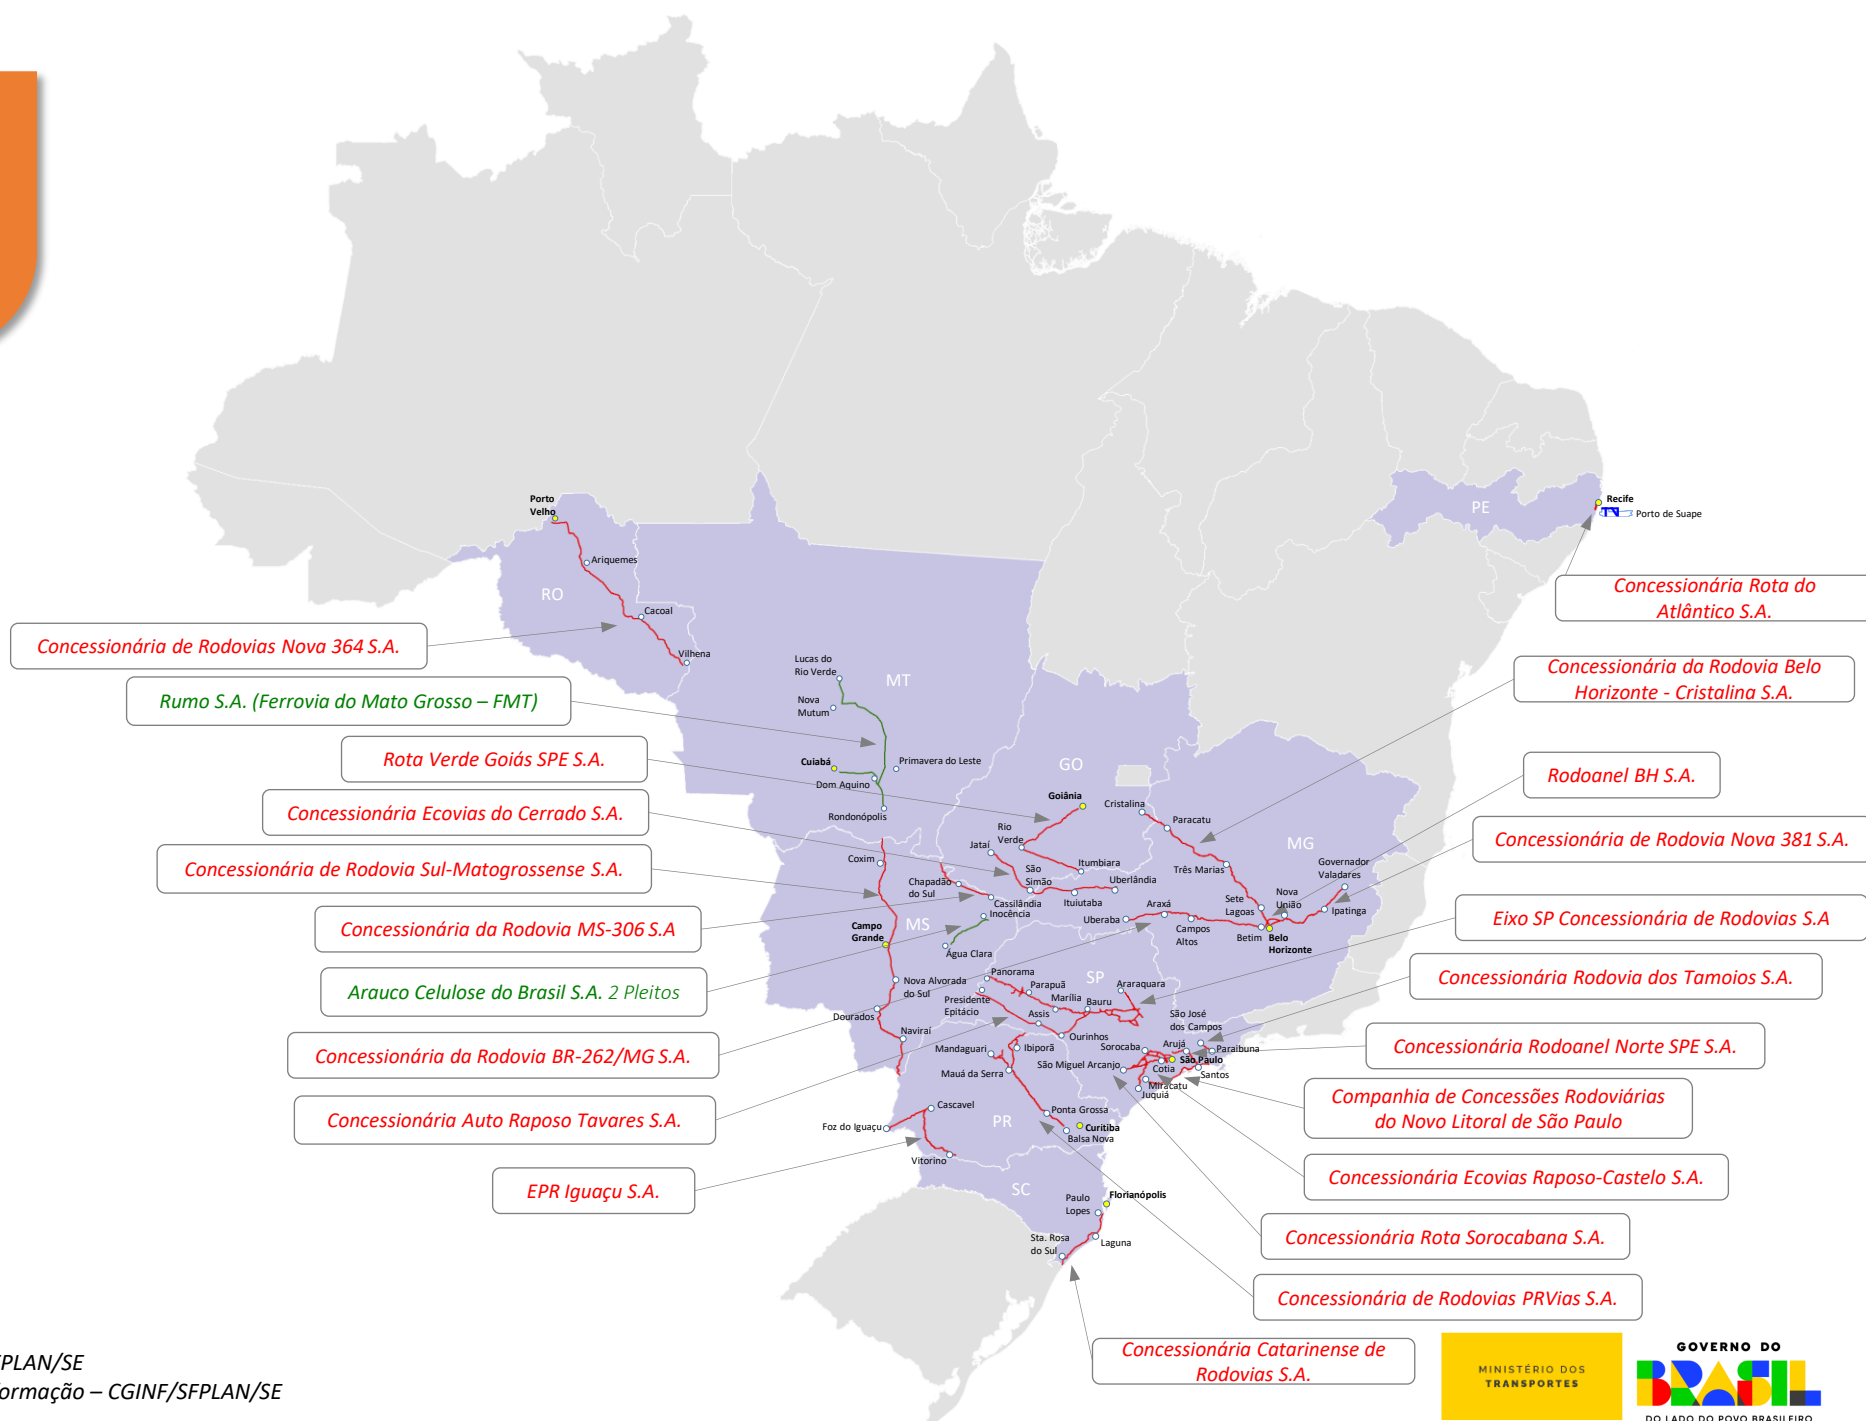 Porto
Velho
Ariquemes
RO
Cacoal
Vilhena
Recife
PE
Porto de Suape
Concessionária Rota do
Atlântico S.A.
Concessionária de Rodovias Nova 364 S.A.
Rumo S.A. (Ferrovia do Mato Grosso – FMT)
Rota Verde Goiás SPE S.A.
Concessionária Ecovias do Cerrado S.A.
Concessionária de Rodovia Sul-Matogrossense S.A.
Concessionária da Rodovia MS-306 S.A
Arauco Celulose do Brasil S.A. 2 Pleitos
Concessionária da Rodovia BR-262/MG S.A.
Concessionária Auto Raposo Tavares S.A.
EPR Iguaçu S.A.
Lucas do
Rio Verde
MT
Nova
Mutum
Cuiabá
Primavera do Leste
Dom Aquino
Rondonópolis
GO
Goiânia
Cristalina
Rio
Verde
Jataí
Paracatu
MG
São
Simão
Itumbiara
Uberlândia
Ituiutaba
Três Marias
Governador
Valadares
Coxim
Chapadão
do Sul
Cassilândia
Inocência
MS
Campo
Grande
Água Clara
Araxá
Uberaba
Campos
Altos
Sete
Lagoas
Nova
União
Ipatinga
Betim
Belo
Horizonte
Nova Alvorada
do Sul
Dourados
Naviraí
Panorama
Parapuã
SP
Araraquara
Presidente
Epitácio
Marília
Bauru
Assis
Ourinhos
São José
dos Campos
Mandaguari
Ibiporã
Sorocaba
Arujá
Paraibuna
São Paulo
São Miguel Arcanjo
Cotia
Santos
Mauá da Serra
Miracatu
Juquiá
Cascavel
PR
Ponta Grossa
Foz do Iguaçu
Curitiba
Balsa Nova
Vitorino
SC
Paulo
Lopes
Florianópolis
Sta. Rosa
do Sul
Laguna
Concessionária da Rodovia Belo
Horizonte - Cristalina S.A.
Rodoanel BH S.A.
Concessionária de Rodovia Nova 381 S.A.
Eixo SP Concessionária de Rodovias S.A
Concessionária Rodovia dos Tamoios S.A.
Concessionária Rodoanel Norte SPE S.A.
Companhia de Concessões Rodoviárias
do Novo Litoral de São Paulo
Concessionária Ecovias Raposo-Castelo S.A.
Concessionária Rota Sorocabana S.A.
Concessionária de Rodovias PRVias S.A.
Concessionária Catarinense de
Rodovias S.A.
PLAN/SE
ormação – CGINF/SFPLAN/SE
MINISTÉRIO DOS
TRANSPORTES
GOVERNO DO
BRASIL
DO LADO DO POVO BRASILEIRO